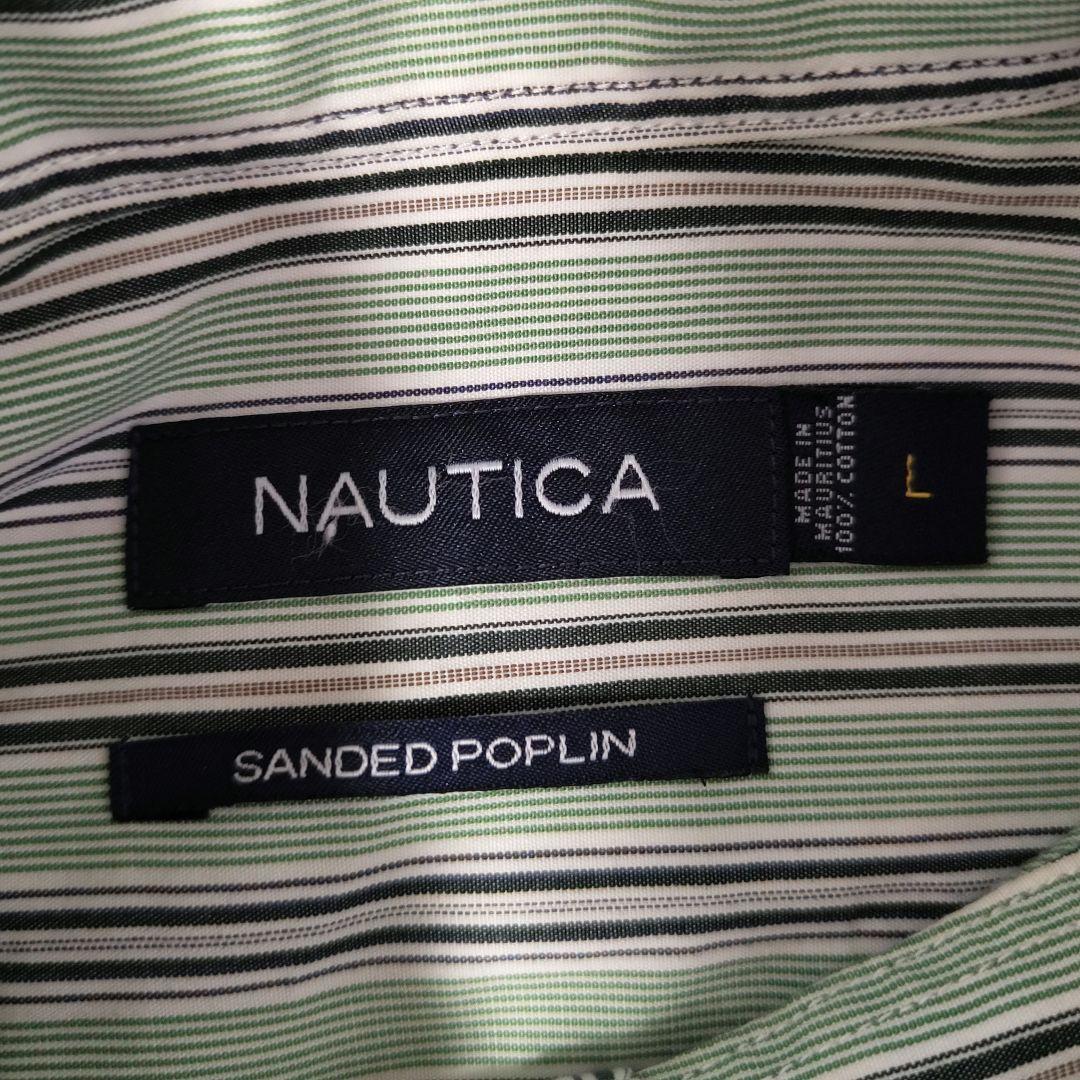 NAUTICA
MADE IN
MAURITIUS
100% COTTON
L
SANDED POPLIN